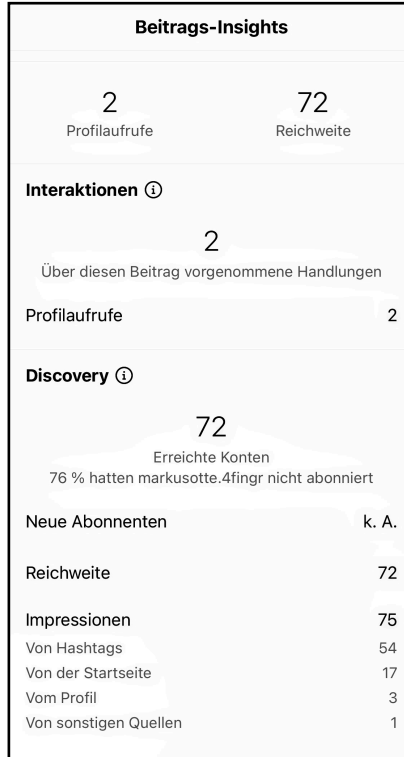 Beitrags-Insights
2 72
Profilaufrufe Reichweite
Interaktionen
2
Über diesen Beitrag vorgenommene Handlungen
Profilaufrufe 2
Discovery
72
Erreichte Konten
76 % hatten markusotte.4fingr nicht abonniert
Neue Abonnenten k. A.
Reichweite 72
Impressionen 75
Von Hashtags 54
Von der Startseite 17
Vom Profil 3
Von sonstigen Quellen 1